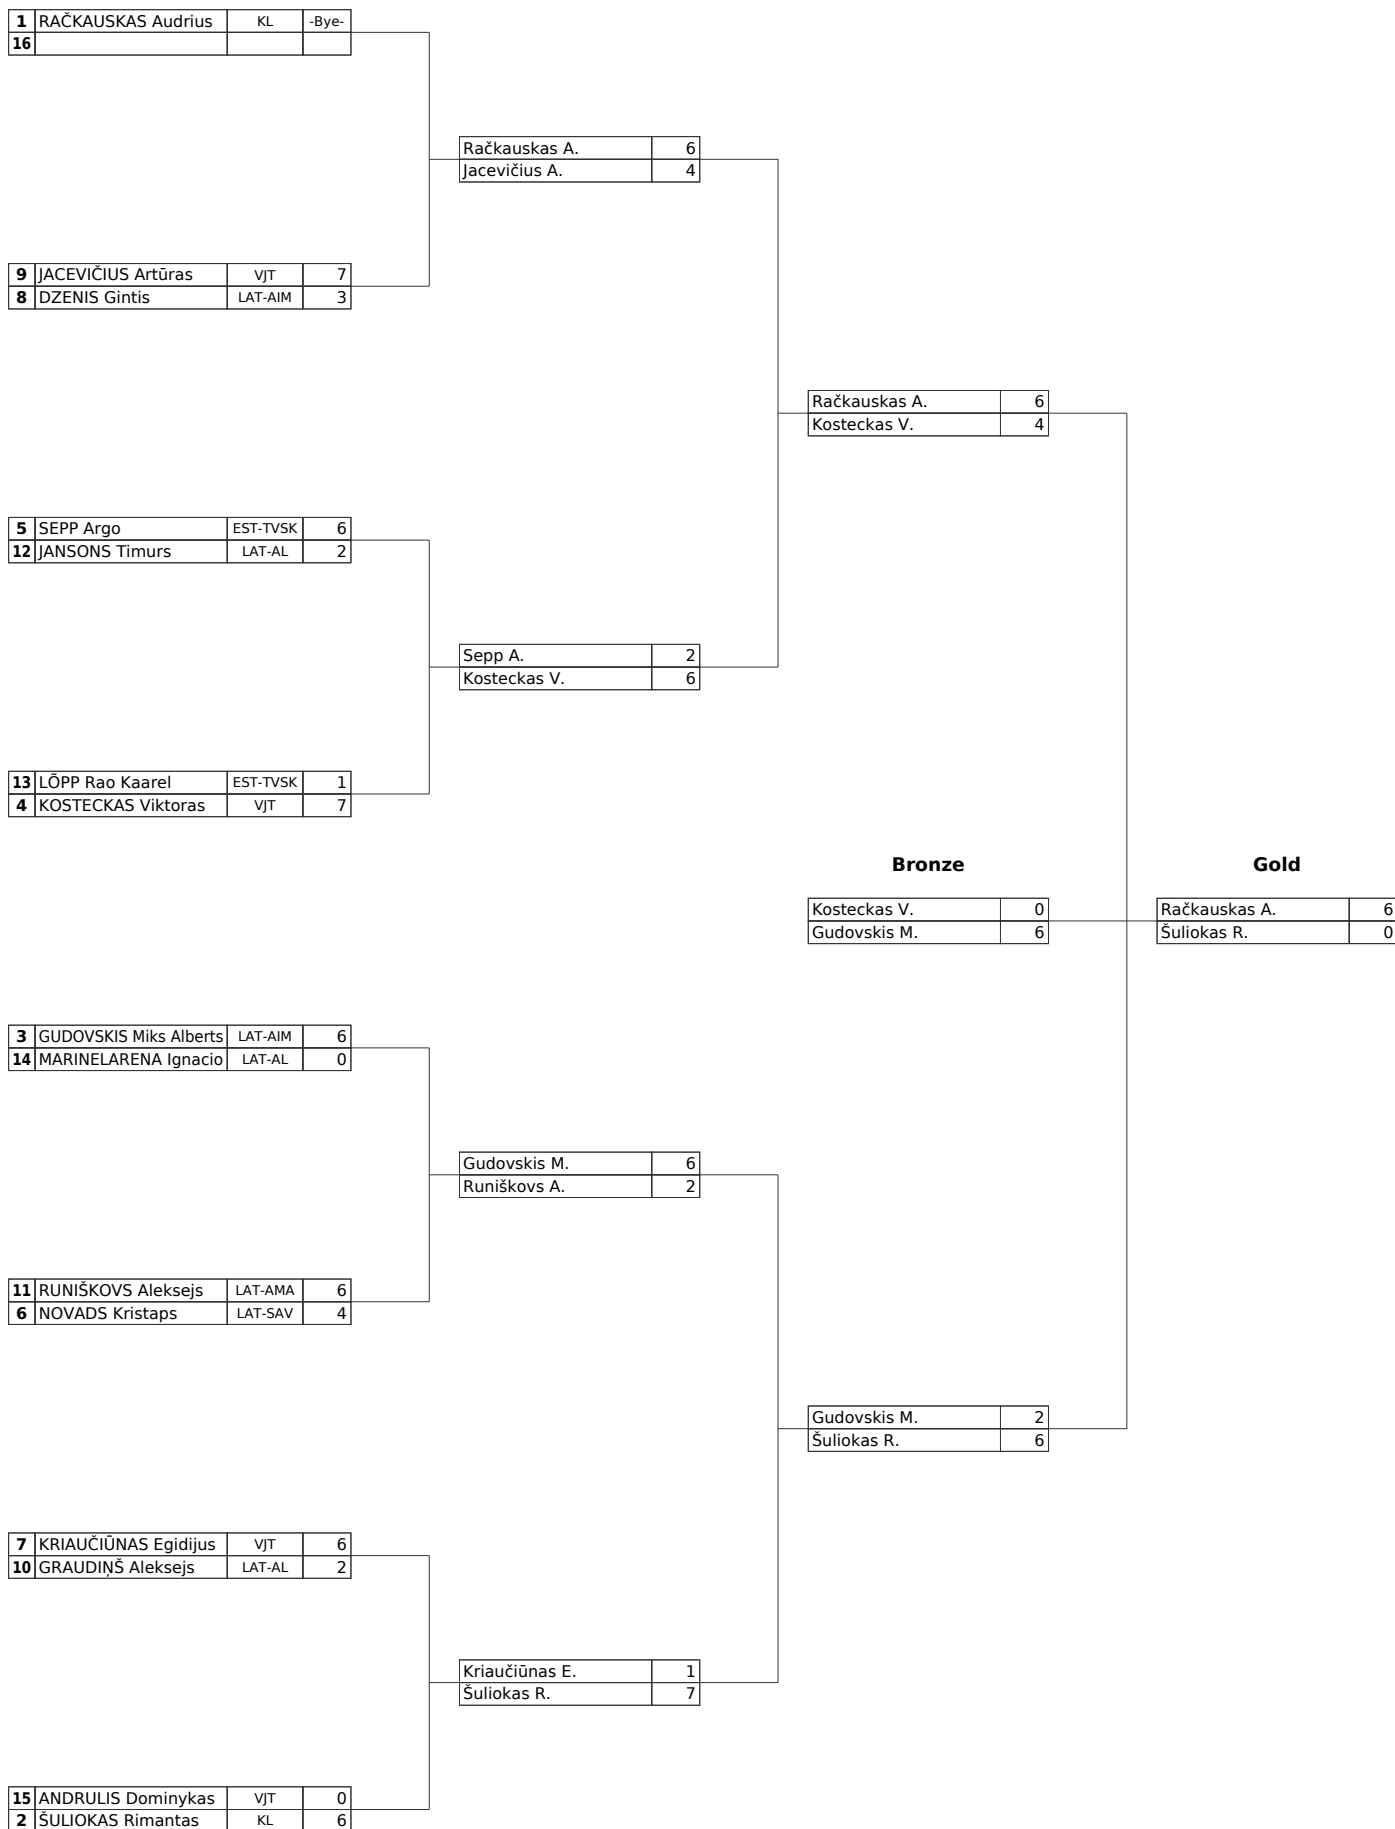 1 RAČKAUSKAS Audrius KL -Bye-
16
Račkauskas A. 6
Jacevičius A. 4
9 JACEVIČIUS Artūras VJT 7
8 DZENIS Gintis LAT-AIM 3
Račkauskas A. 6
Kosteckas V. 4
5 SEPP Argo EST-TVSK 6
12 JANSONS Timurs LAT-AL 2
Sepp A. 2
Kosteckas V. 6
13 LÕPP Rao Kaarel EST-TVSK 1
4 KOSTECKAS Viktoras VJT 7
Bronze Gold
Kosteckas V. 0 Račkauskas A. 6
Gudovskis M. 6 Šuliokas R. 0
3 GUDOVSKIS Miks Alberts LAT-AIM 6
14 MARINELARENA Ignacio LAT-AL 0
Gudovskis M. 6
Runiškovs A. 2
11 RUNIŠKOVS Aleksejs LAT-AMA 6
6 NOVADS Kristaps LAT-SAV 4
Gudovskis M. 2
Šuliokas R. 6
7 KRIAUČIŪNAS Egidijus VJT 6
10 GRAUDIŅŠ Aleksejs LAT-AL 2
Kriaučiūnas E. 1
Šuliokas R. 7
15 ANDRULIS Dominykas VJT 0
2 ŠULIOKAS Rimantas KL 6